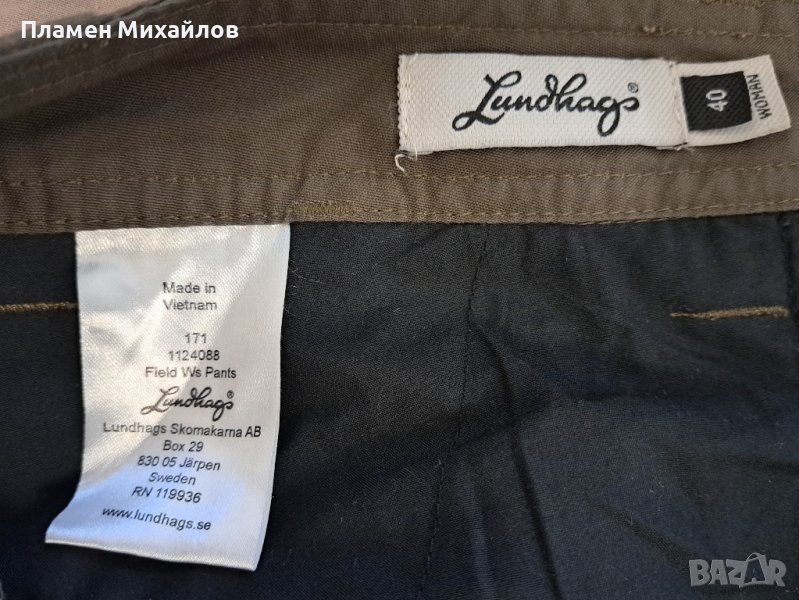 Пламен Михайлов
Lundhags®
40
WOMAN
Made in
Vietnam
171
1124088
Field Ws Pants
Lundhags®
Lundhags Skomakarna AB
Box 29
830 05 Järpen
Sweden
RN 119936
www.lundhags.se
BAZAR